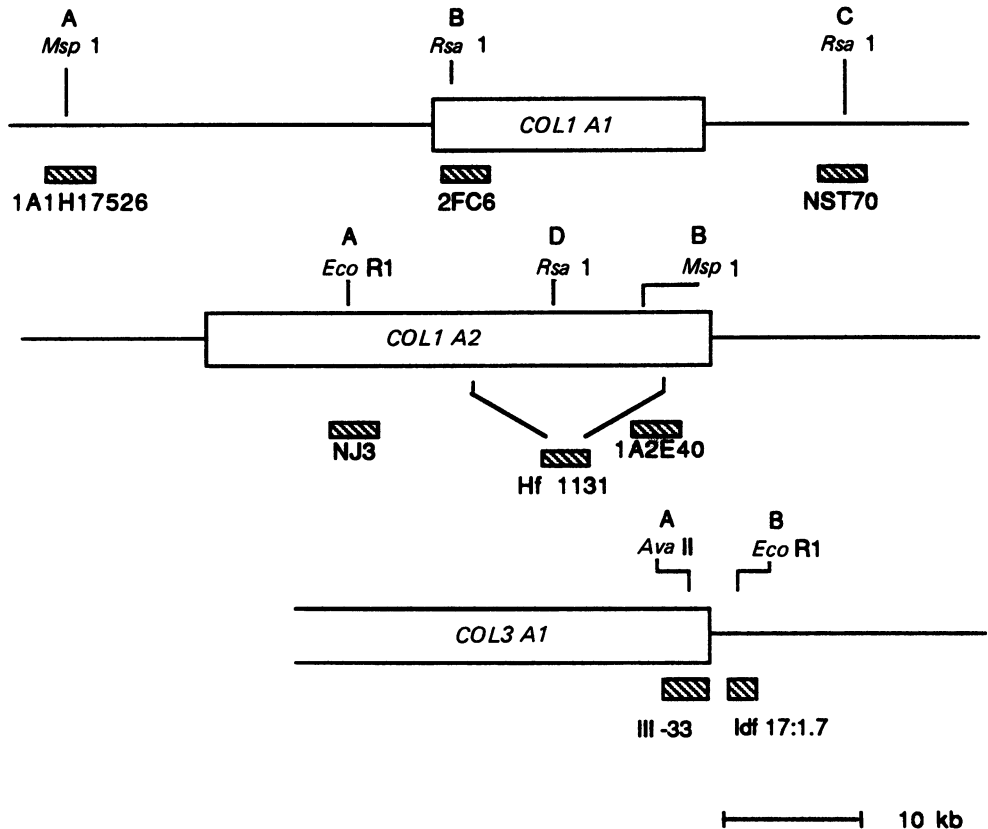 A B C
Msp 1 Rsa 1 Rsa 1
COL1 A1
1A1H17526 2FC6 NST70
A D B
Eco R1 Rsa 1 Msp 1
COL1 A2
NJ3 1A2E40
Hf 1131
A B
Ava II Eco R1
COL3 A1
III -33 Idf 17:1.7
10 kb